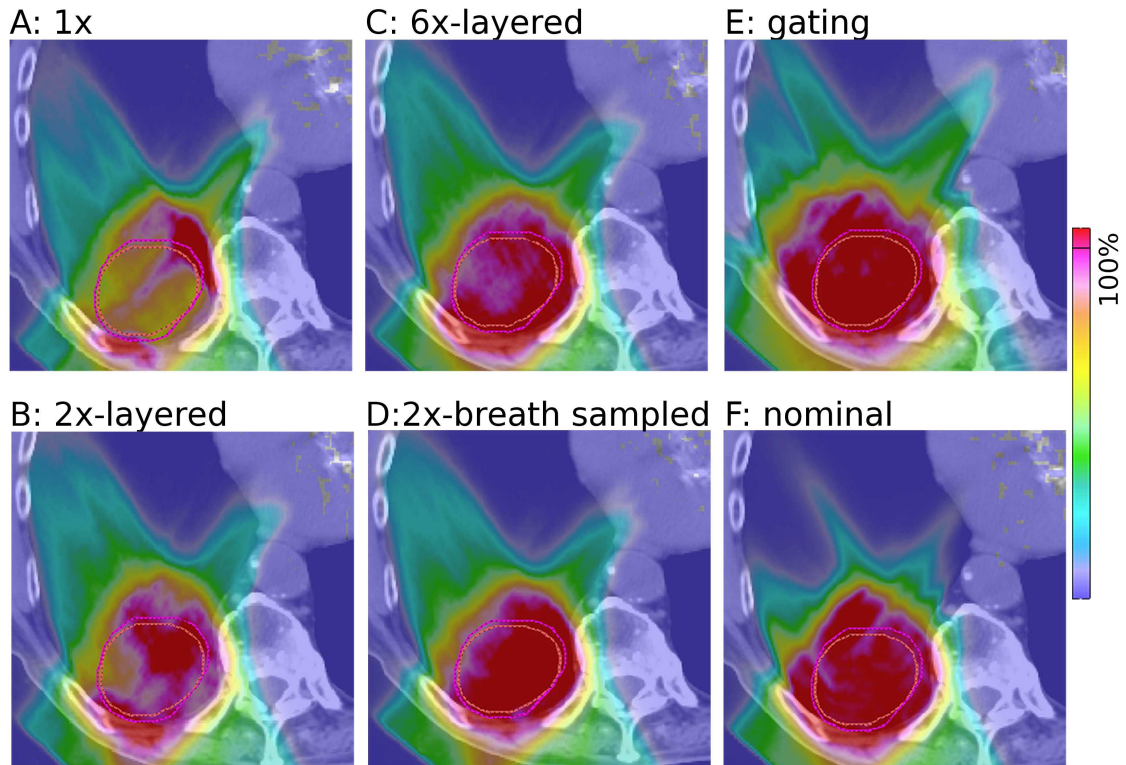 A: 1x
C: 6x-layered
E: gating
100%
B: 2x-layered
D:2x-breath sampled
F: nominal